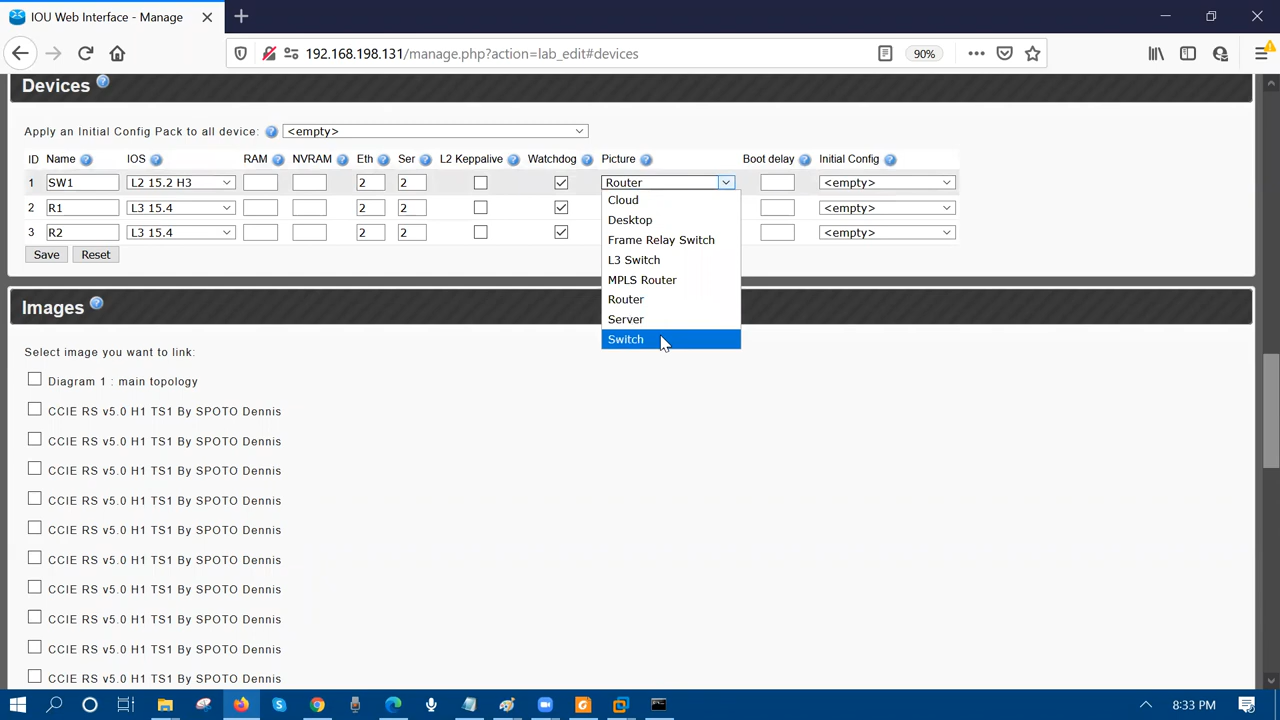 IOU Web Interface - Manage
192.168.198.131/manage.php?action=lab_edit#devices
90%
Devices
Apply an Initial Config Pack to all device: <empty>
ID Name IOS RAM NVRAM Eth Ser L2 Keppalive Watchdog Picture Boot delay Initial Config
1 SW1 L2 15.2 H3 2 2 Router <empty>
2 R1 L3 15.4 2 2 <empty>
3 R2 L3 15.4 2 2 <empty>
Cloud
Desktop
Frame Relay Switch
L3 Switch
MPLS Router
Router
Server
Switch
Save Reset
Images
Select image you want to link:
Diagram 1 : main topology
CCIE RS v5.0 H1 TS1 By SPOTO Dennis
CCIE RS v5.0 H1 TS1 By SPOTO Dennis
CCIE RS v5.0 H1 TS1 By SPOTO Dennis
CCIE RS v5.0 H1 TS1 By SPOTO Dennis
CCIE RS v5.0 H1 TS1 By SPOTO Dennis
CCIE RS v5.0 H1 TS1 By SPOTO Dennis
CCIE RS v5.0 H1 TS1 By SPOTO Dennis
CCIE RS v5.0 H1 TS1 By SPOTO Dennis
CCIE RS v5.0 H1 TS1 By SPOTO Dennis
CCIE RS v5.0 H1 TS1 By SPOTO Dennis
8:33 PM